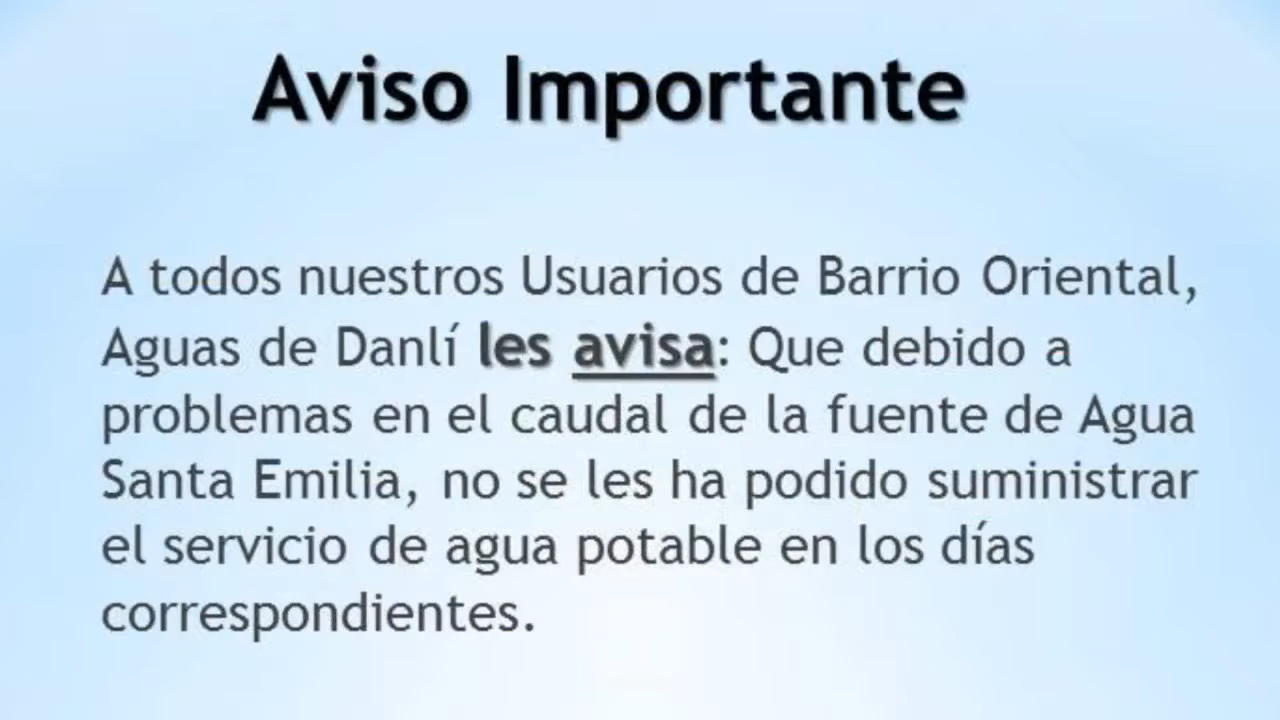 Aviso Importante
A todos nuestros Usuarios de Barrio Oriental,
Aguas de Danlí les avisa: Que debido a
problemas en el caudal de la fuente de Agua
Santa Emilia, no se les ha podido suministrar
el servicio de agua potable en los días
correspondientes.